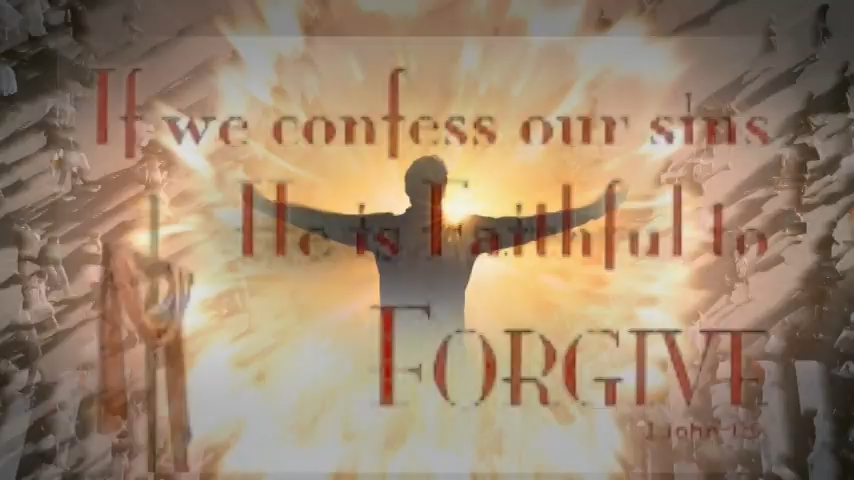 If we confess our sins
He is Faithful to
FORGIVE
1 John 1:9